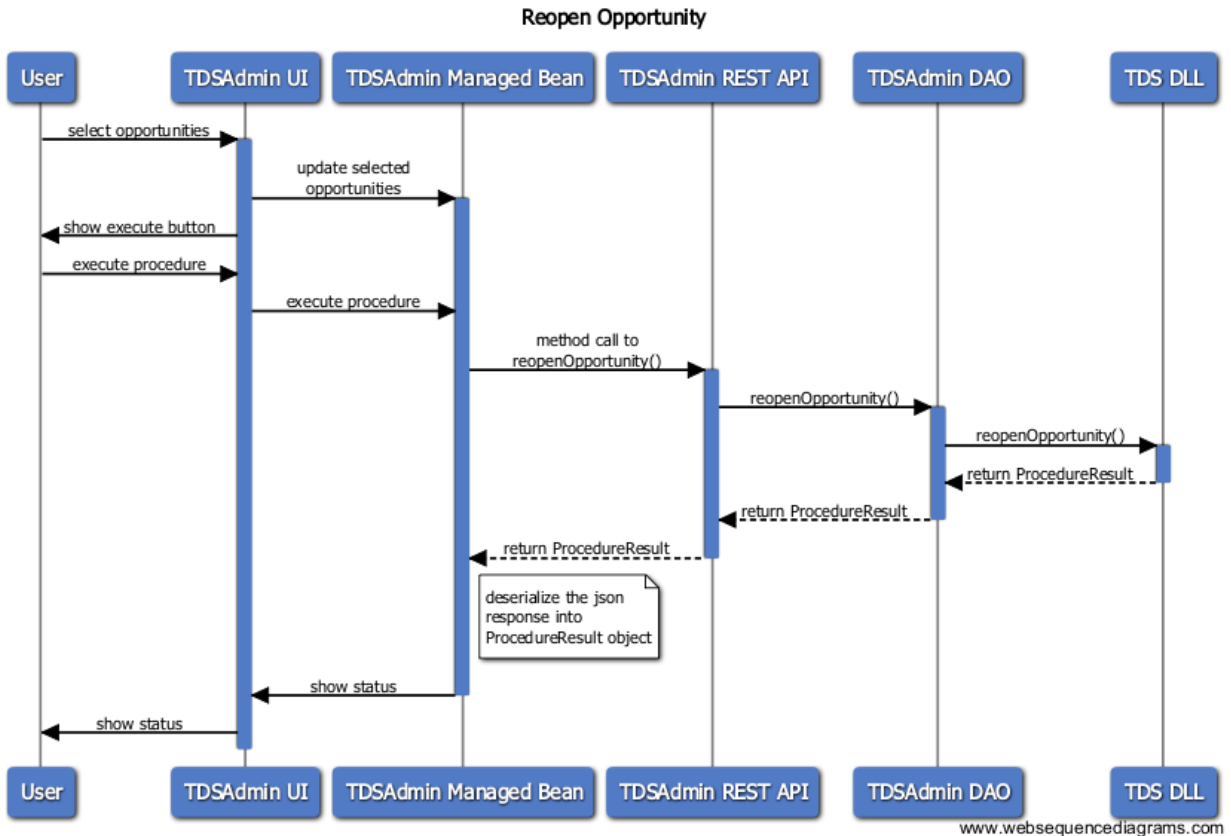 Reopen Opportunity
User
TDSAdmin UI
TDSAdmin Managed Bean
TDSAdmin REST API
TDSAdmin DAO
TDS DLL
select opportunities
update selected
opportunities
show execute button
execute procedure
execute procedure
method call to
reopenOpportunity()
reopenOpportunity()
reopenOpportunity()
return ProcedureResult
return ProcedureResult
return ProcedureResult
deserialize the json
response into
ProcedureResult object
show status
show status
User
TDSAdmin UI
TDSAdmin Managed Bean
TDSAdmin REST API
TDSAdmin DAO
TDS DLL
www.websequencediagrams.com